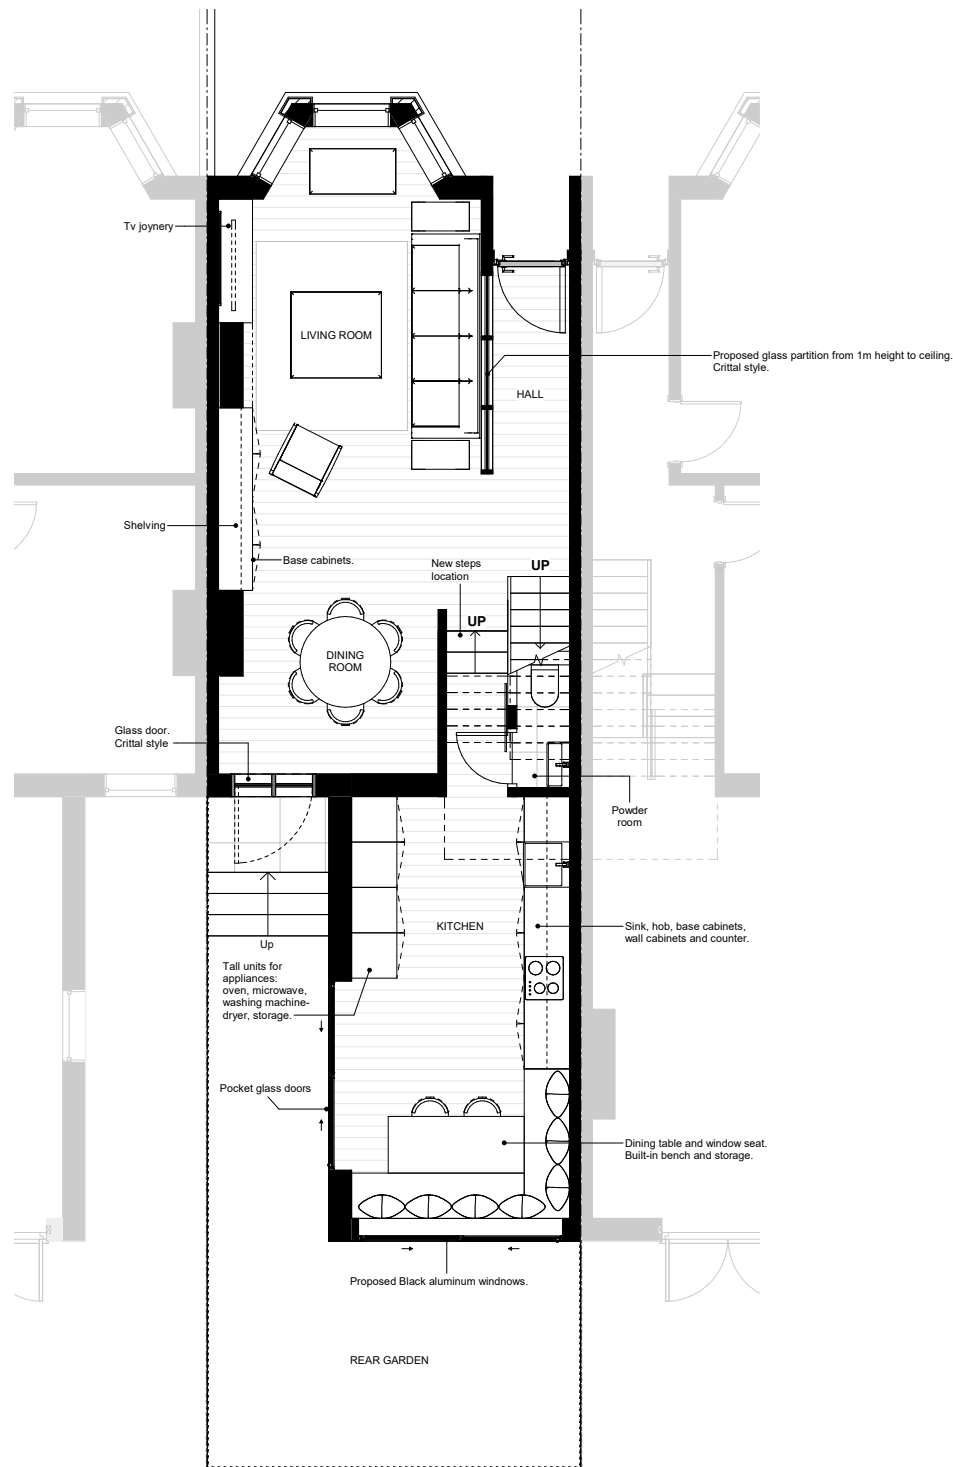 Tv joynery
LIVING ROOM
Proposed glass partition from 1m height to ceiling.
Crittal style.
HALL
Shelving
Base cabinets.
New steps
location
UP
UP
DINING
ROOM
Glass door.
Crittal style
Powder
room
KITCHEN
Sink, hob, base cabinets,
wall cabinets and counter.
Up
Tall units for
appliances:
oven, microwave,
washing machine-
dryer, storage.
Pocket glass doors
Dining table and window seat.
Built-in bench and storage.
Proposed Black aluminum windnows.
REAR GARDEN